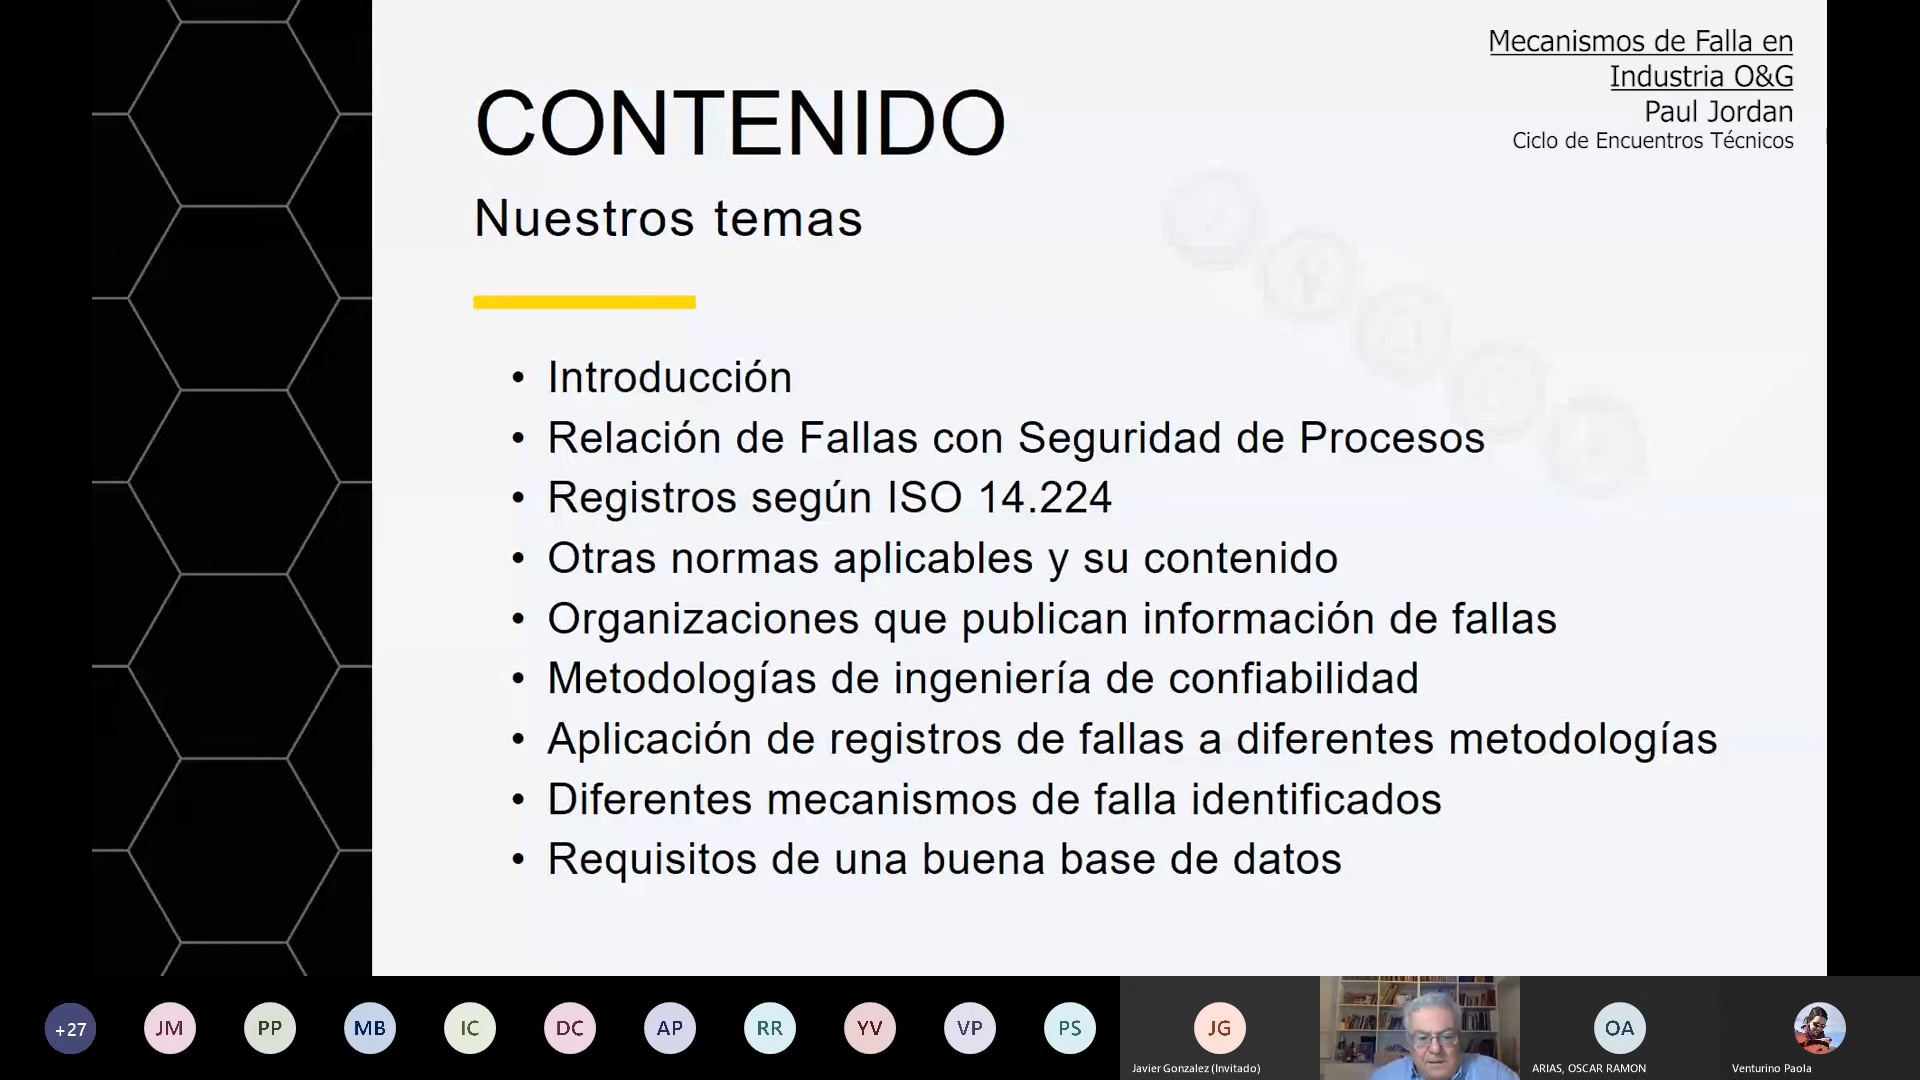 Mecanismos de Falla en
Industria O&G
Paul Jordan
Ciclo de Encuentros Técnicos
CONTENIDO
Nuestros temas
• Introducción
• Relación de Fallas con Seguridad de Procesos
• Registros según ISO 14.224
• Otras normas aplicables y su contenido
• Organizaciones que publican información de fallas
• Metodologías de ingeniería de confiabilidad
• Aplicación de registros de fallas a diferentes metodologías
• Diferentes mecanismos de falla identificados
• Requisitos de una buena base de datos
+27 JM PP MB IC DC AP RR YV VP PS JG OA
Javier Gonzalez (Invitado) ARIAS, OSCAR RAMON Venturino Paola